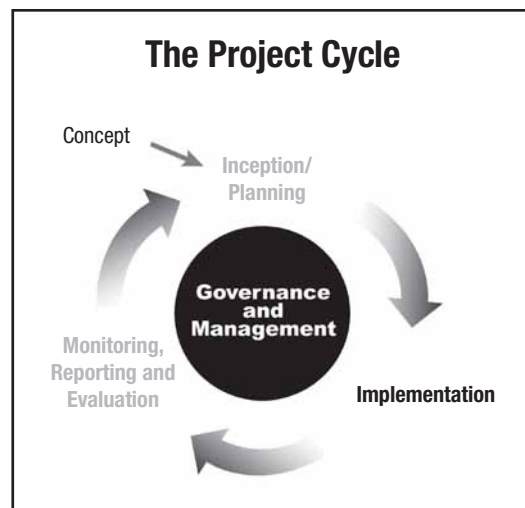 The Project Cycle
Concept
Inception/
Planning
Governance
and
Management
Monitoring,
Reporting and
Evaluation
Implementation